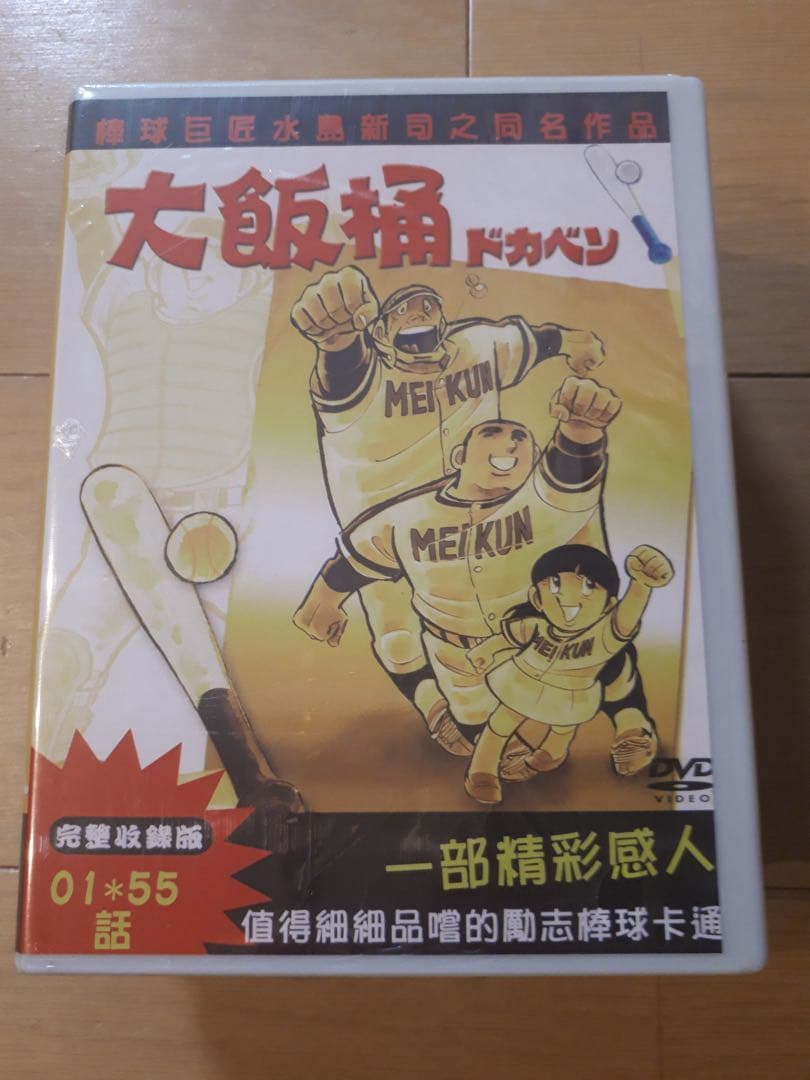 棒球巨匠水島新司之同名作品
大飯桶 ドカベン
MEIKUN
MEIKUN
MEIKUN
DVD
VIDEO
完整收錄版
01*55
話
一部精彩感人
值得細細品嚐的勵志棒球卡通